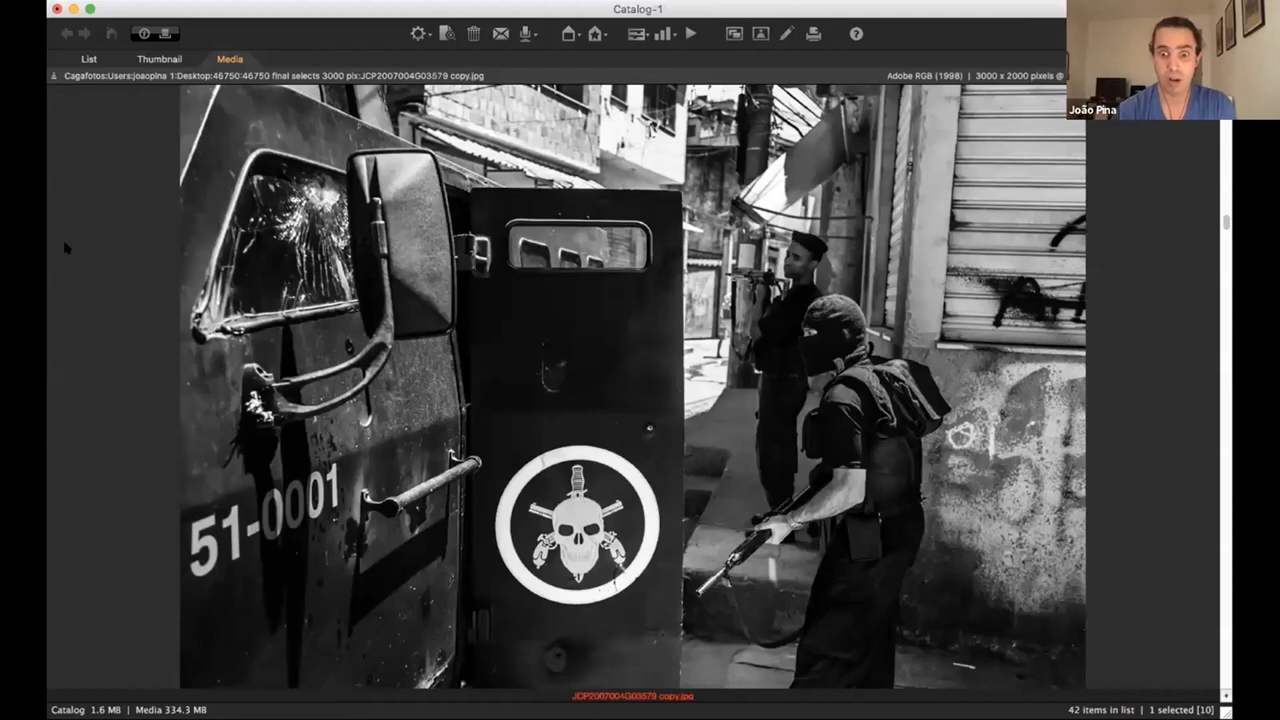 Catalog-1
List Thumbnail Media
Cagafotos:Users:joaopina 1:Desktop:46750:46750 final selects 3000 pix:JCP2007004G03579 copy.jpg
Adobe RGB (1998) | 3000 x 2000 pixels @
João Pina
51-0001
JCP2007004G03579 copy.jpg
Catalog 1.6 MB | Media 334.3 MB
42 items in list | 1 selected [10]